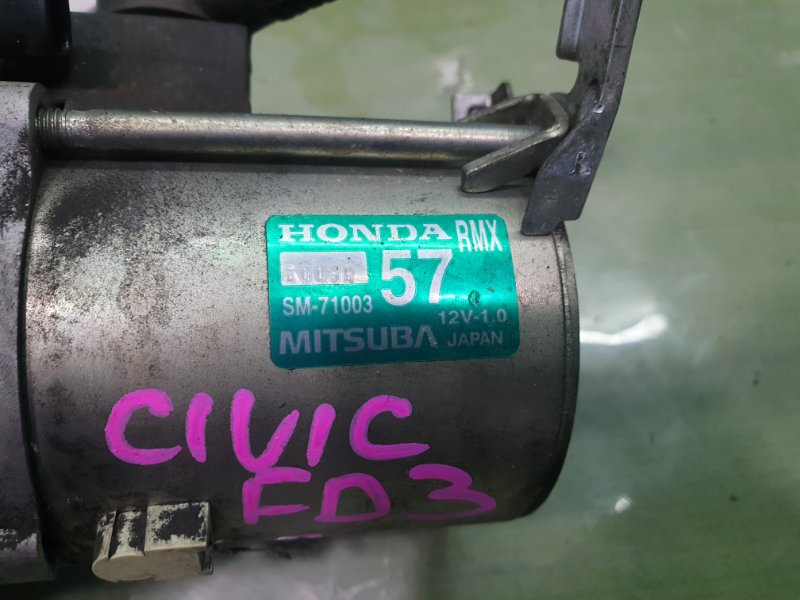 HONDA RMX
57
SM-71003
12V-1.0
MITSUBA JAPAN
CIVIC
FD3